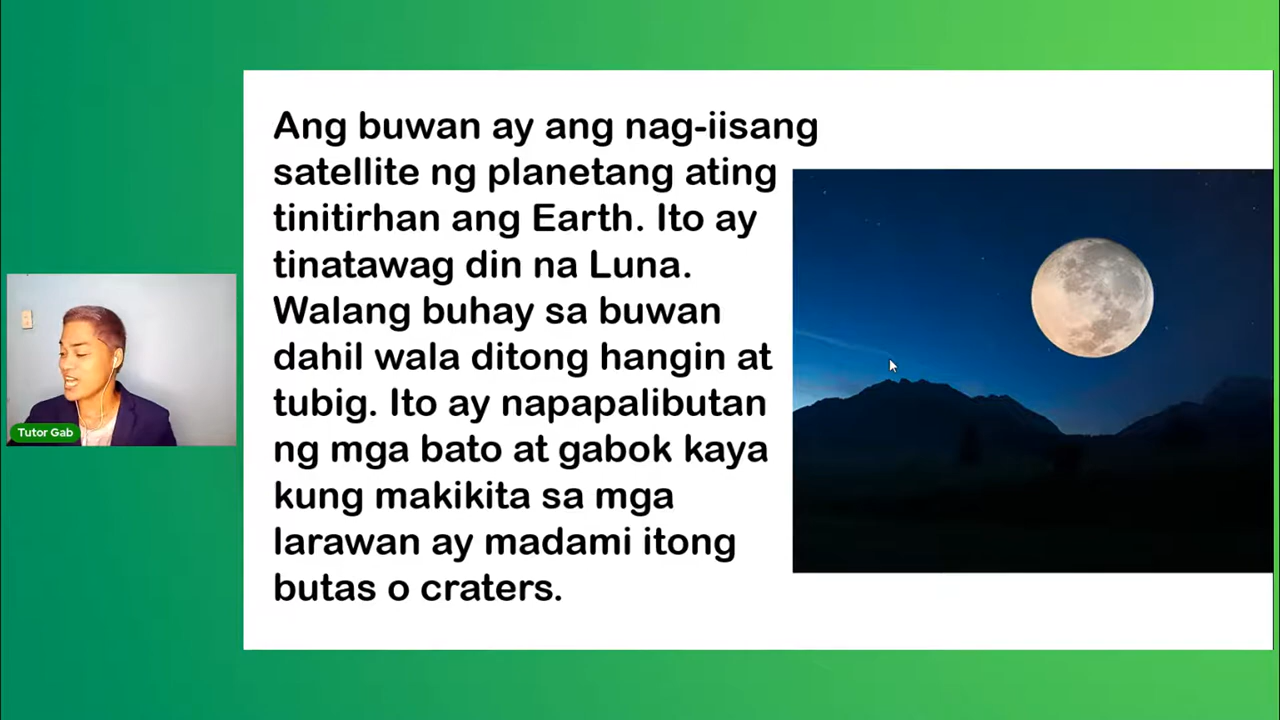 Ang buwan ay ang nag-iisang
satellite ng planetang ating
tinitirhan ang Earth. Ito ay
tinatawag din na Luna.
Walang buhay sa buwan
dahil wala ditong hangin at
tubig. Ito ay napapalibutan
ng mga bato at gabok kaya
kung makikita sa mga
larawan ay madami itong
butas o craters.
Tutor Gab